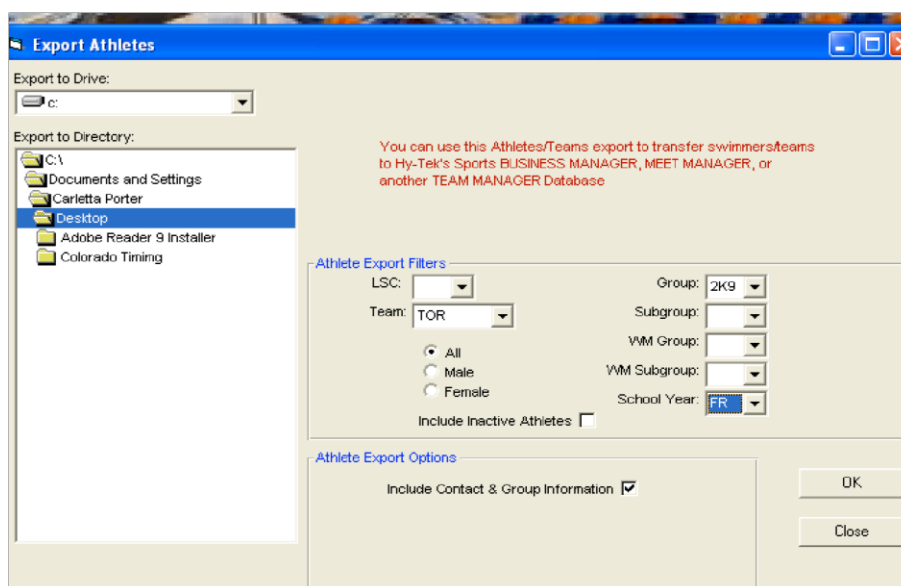 Export Athletes
Export to Drive:
c:
Export to Directory:
C:\
Documents and Settings
Carletta Porter
Desktop
Adobe Reader 9 Installer
Colorado Timing
You can use this Athletes/Teams export to transfer swimmers/teams
to Hy-Tek's Sports BUSINESS MANAGER, MEET MANAGER, or
another TEAM MANAGER Database
Athlete Export Filters
LSC:
Group: 2K9
Team: TOR
Subgroup:
All
WM Group:
Male
WM Subgroup:
Female
School Year: FR
Include Inactive Athletes
Athlete Export Options
Include Contact & Group Information
OK
Close